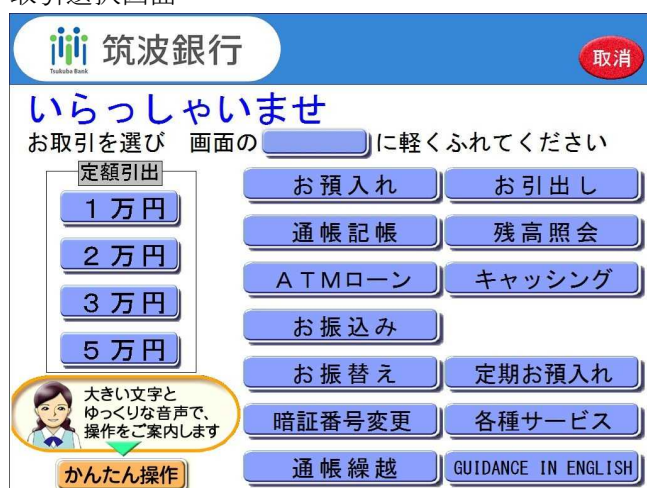 取引選択画面
筑波銀行
Tsukuba Bank
取消
いらっしゃいませ
お取引を選び 画面の に軽くふれてください
定額引出
1万円
2万円
3万円
5万円
お預入れ
お引出し
通帳記帳
残高照会
ATMローン
キャッシング
お振込み
お振替え
定期お預入れ
暗証番号変更
各種サービス
通帳繰越
GUIDANCE IN ENGLISH
大きい文字と
ゆっくりな音声で、
操作をご案内します
かんたん操作